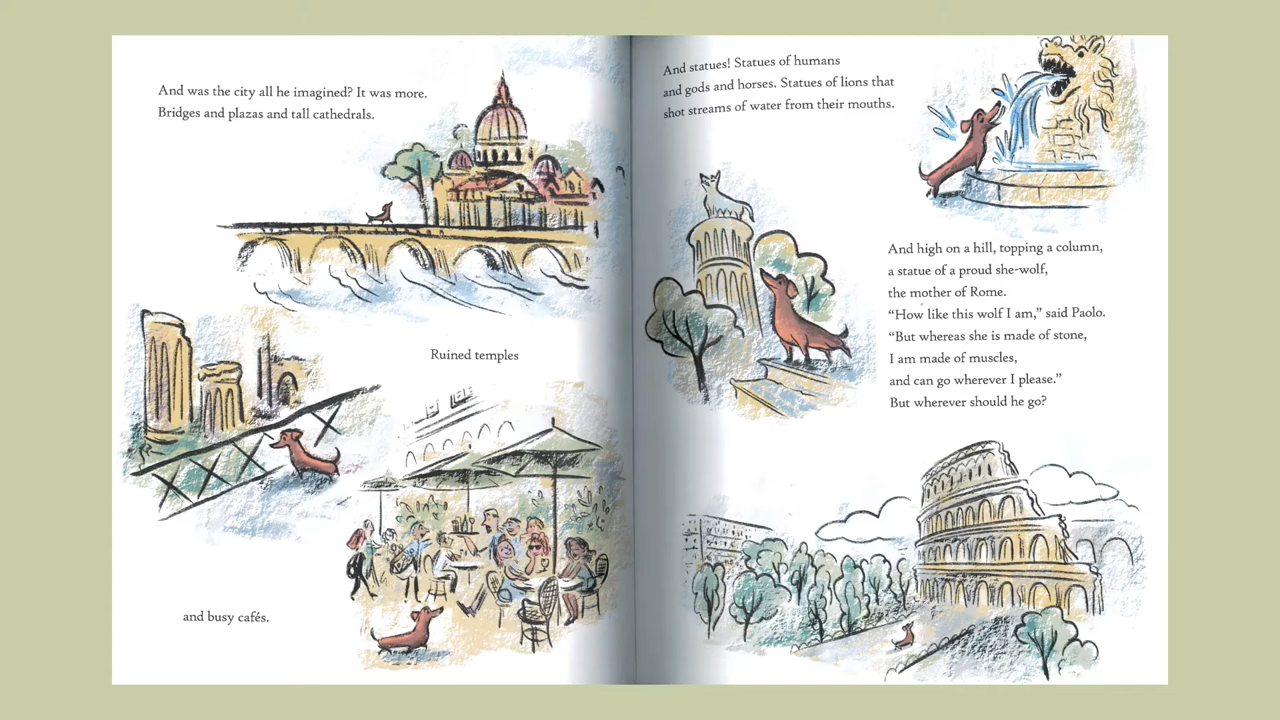 And was the city all he imagined? It was more.
Bridges and plazas and tall cathedrals.
Ruined temples
and busy cafés.
And statues! Statues of humans
and gods and horses. Statues of lions that
shot streams of water from their mouths.
And high on a hill, topping a column,
a statue of a proud she-wolf,
the mother of Rome.
“How like this wolf I am,” said Paolo.
“But whereas she is made of stone,
I am made of muscles,
and can go wherever I please.”
But wherever should he go?